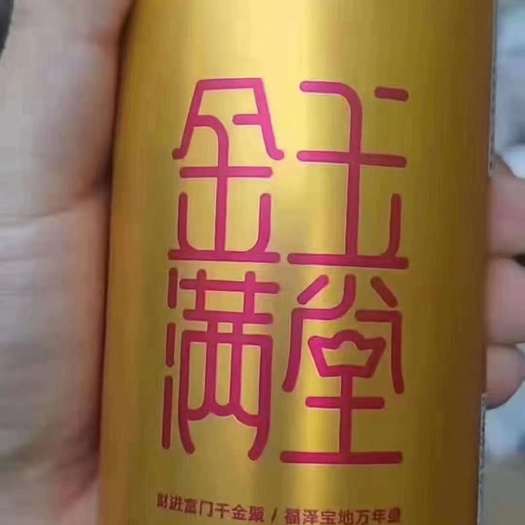 金玉
满堂
财进富门千金聚 / 福泽宝地万年盛